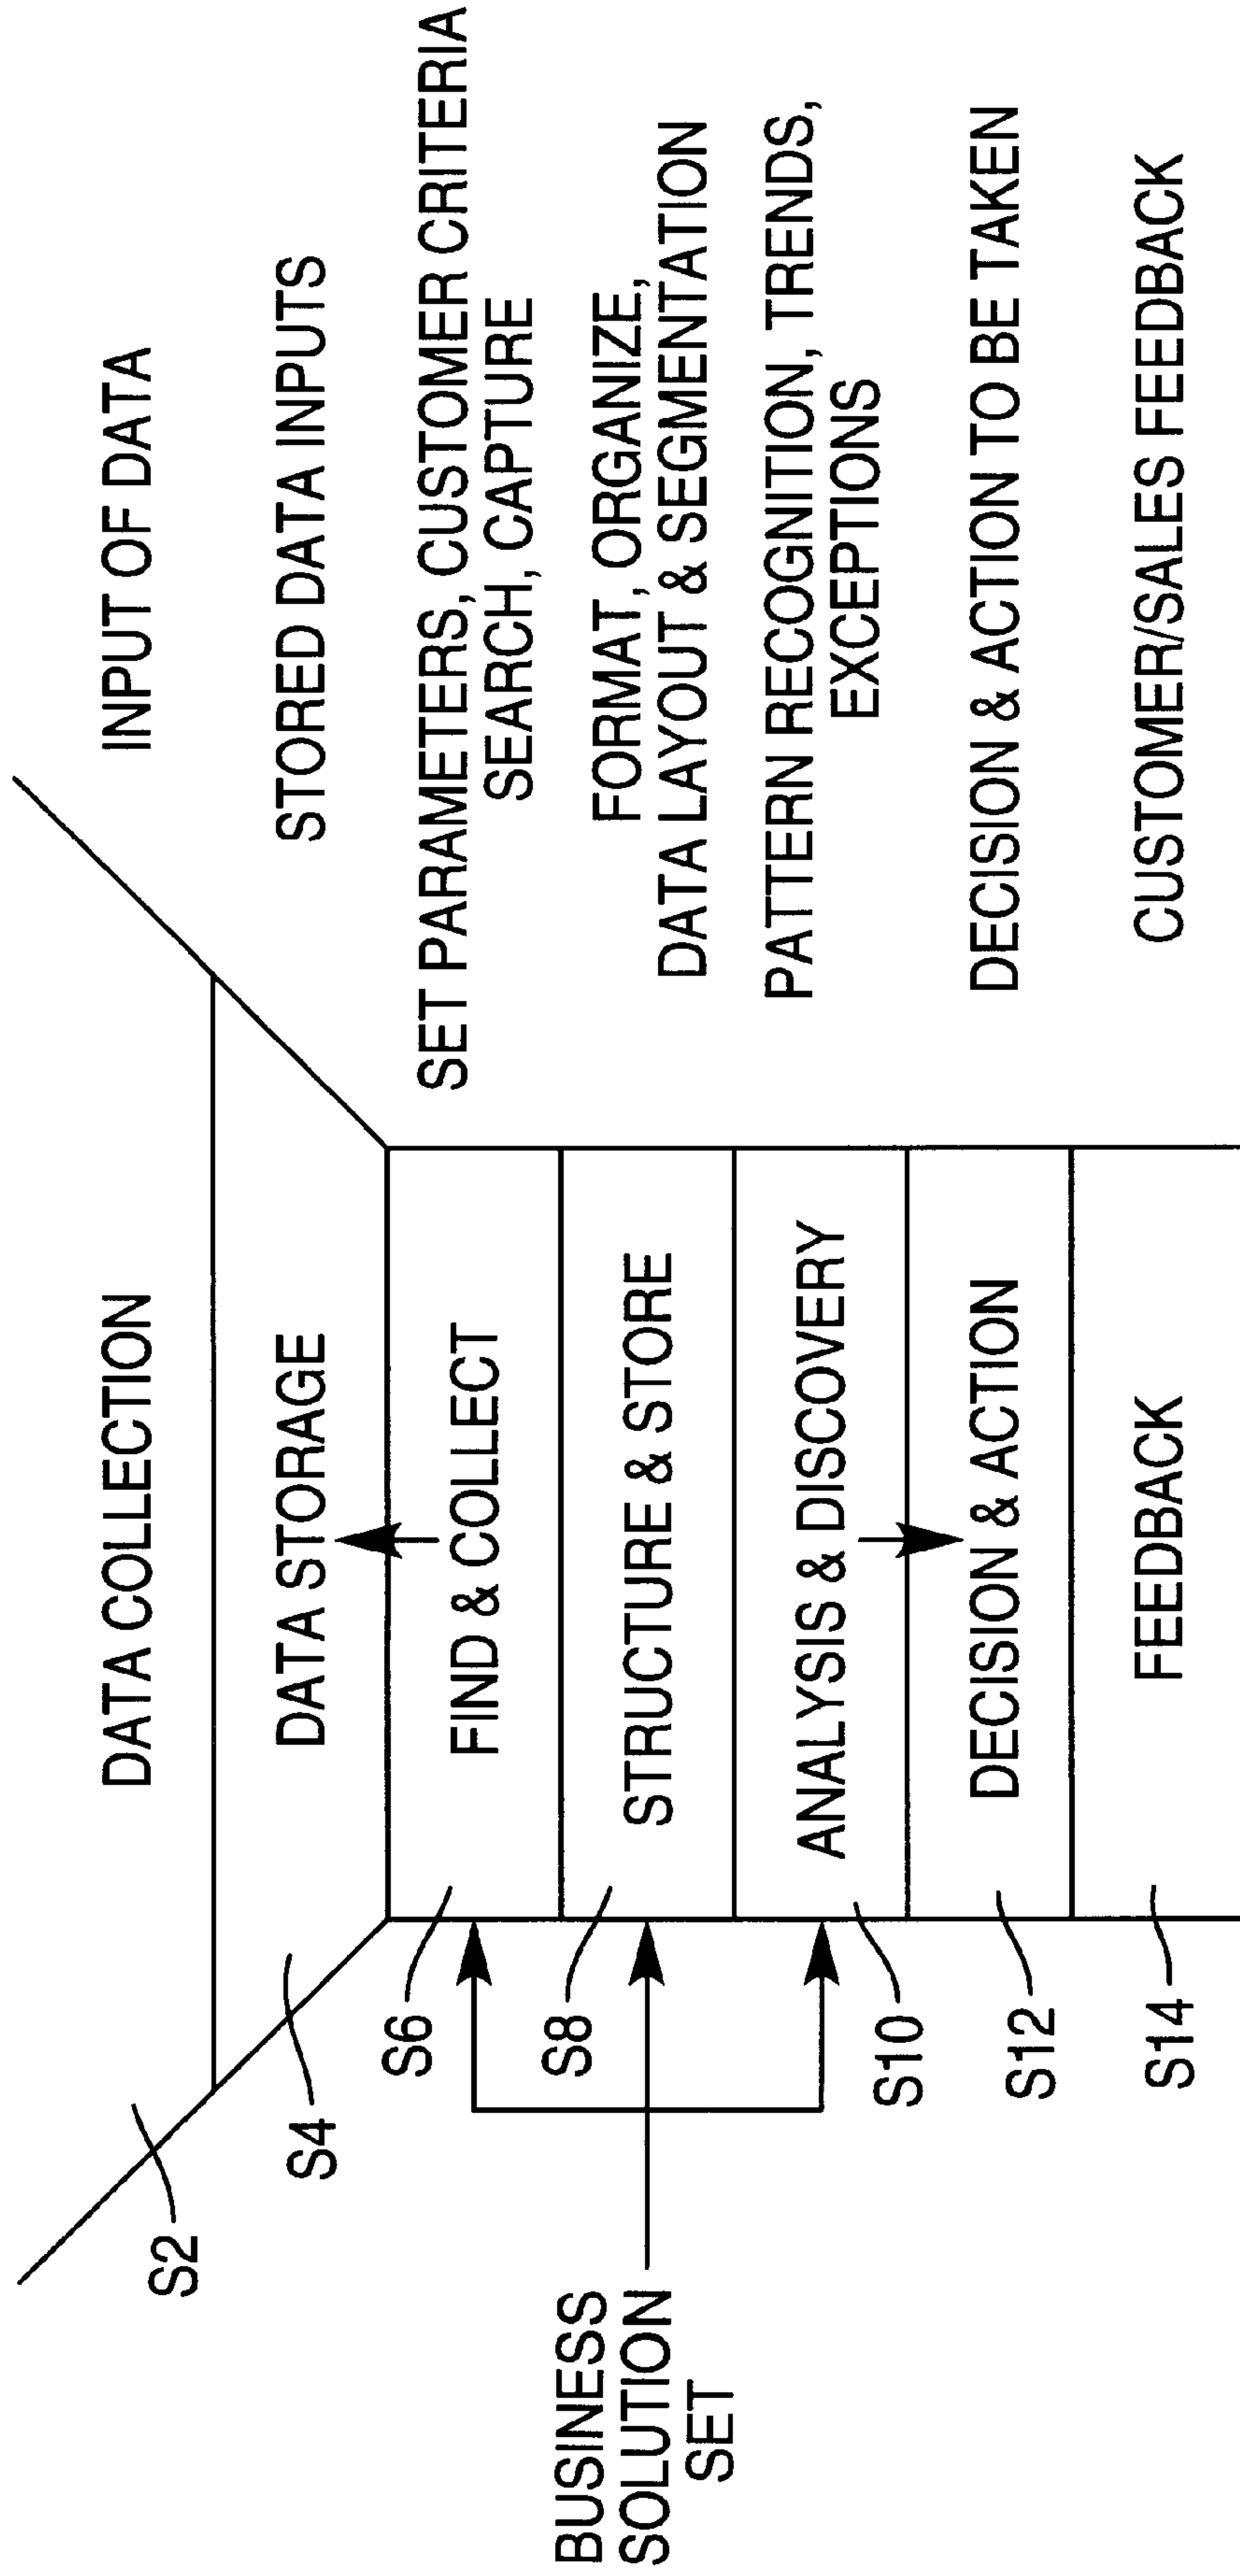 DATA COLLECTION
INPUT OF DATA
S2
DATA STORAGE
STORED DATA INPUTS
S4
FIND & COLLECT
SET PARAMETERS, CUSTOMER CRITERIA
SEARCH, CAPTURE
S6
STRUCTURE & STORE
FORMAT, ORGANIZE,
DATA LAYOUT & SEGMENTATION
S8
BUSINESS
SOLUTION
SET
ANALYSIS & DISCOVERY
PATTERN RECOGNITION, TRENDS,
EXCEPTIONS
S10
DECISION & ACTION
DECISION & ACTION TO BE TAKEN
S12
FEEDBACK
CUSTOMER/SALES FEEDBACK
S14